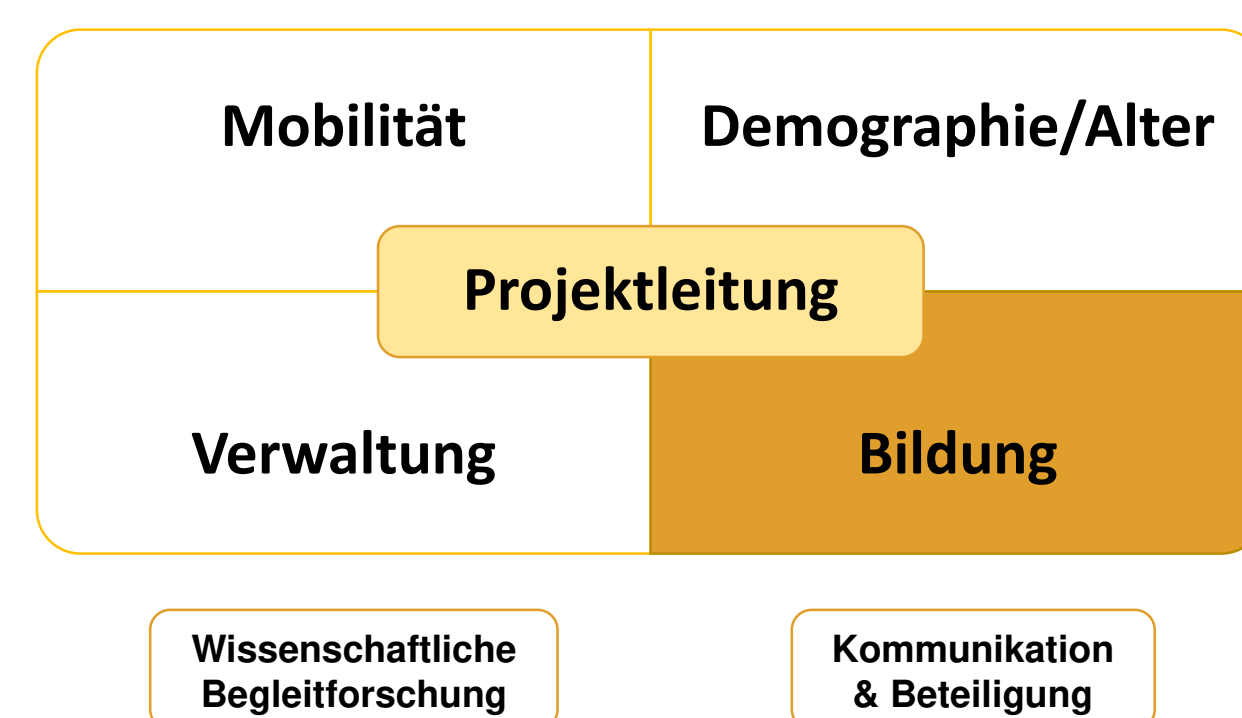 Mobilität
Demographie/Alter
Projektleitung
Verwaltung
Bildung
Wissenschaftliche
Begleitforschung
Kommunikation
& Beteiligung